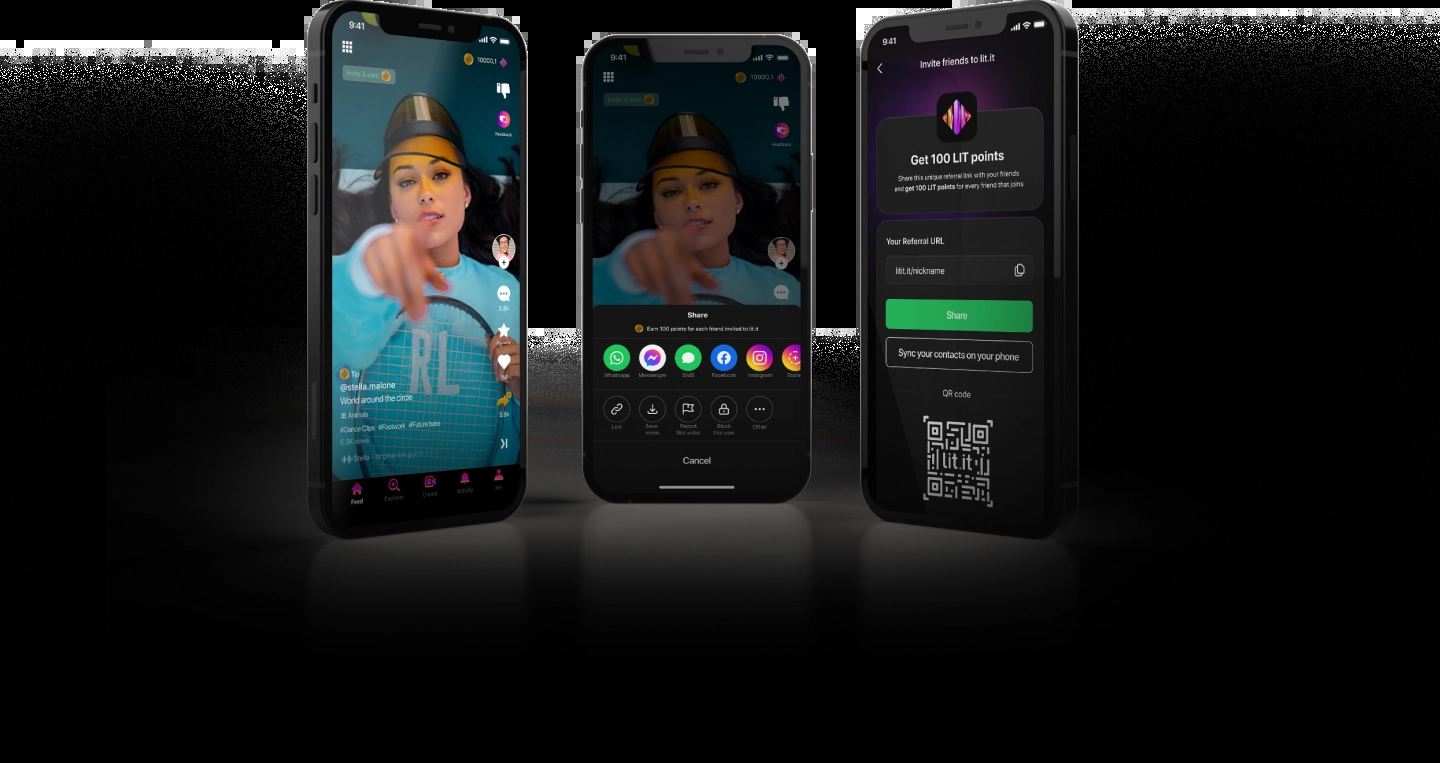 9:41
10000,1
Invite & earn
Feedback
RL
3.8k
1M
Tip
@stella.malone
World around the circle
Animals
3.8k
#Dance Clips #Footwork #Future bass
6.5K views
Stella - original
Feed
Explorer
Create
Activity
Me
9:41
10000,1
Invite & earn
Feedback
Share
Earn 100 points for each friend invited to lit.it
Whatsapp
Messenger
SMS
Facebook
Instagram
Link
Save
video
Report
this video
Block
this user
Other
Cancel
9:41
Invite friends to lit.it
Get 100 LIT points
Share this unique referral link with your friends
and get 100 LIT points for every friend that joins
Your Referral URL
litit.it/nickname
Share
Sync your contacts on your phone
QR code
lit.it